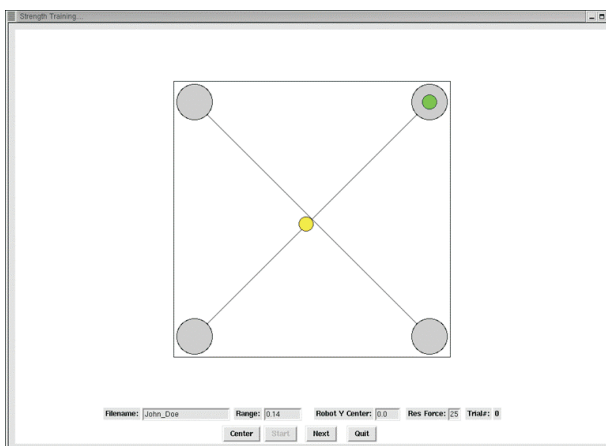 Strength Training...
Filename: John_Doe Range: 0.14 Robot Y Center: 0.0 Res Force: 25 Trial#: 0
Center Start Next Quit